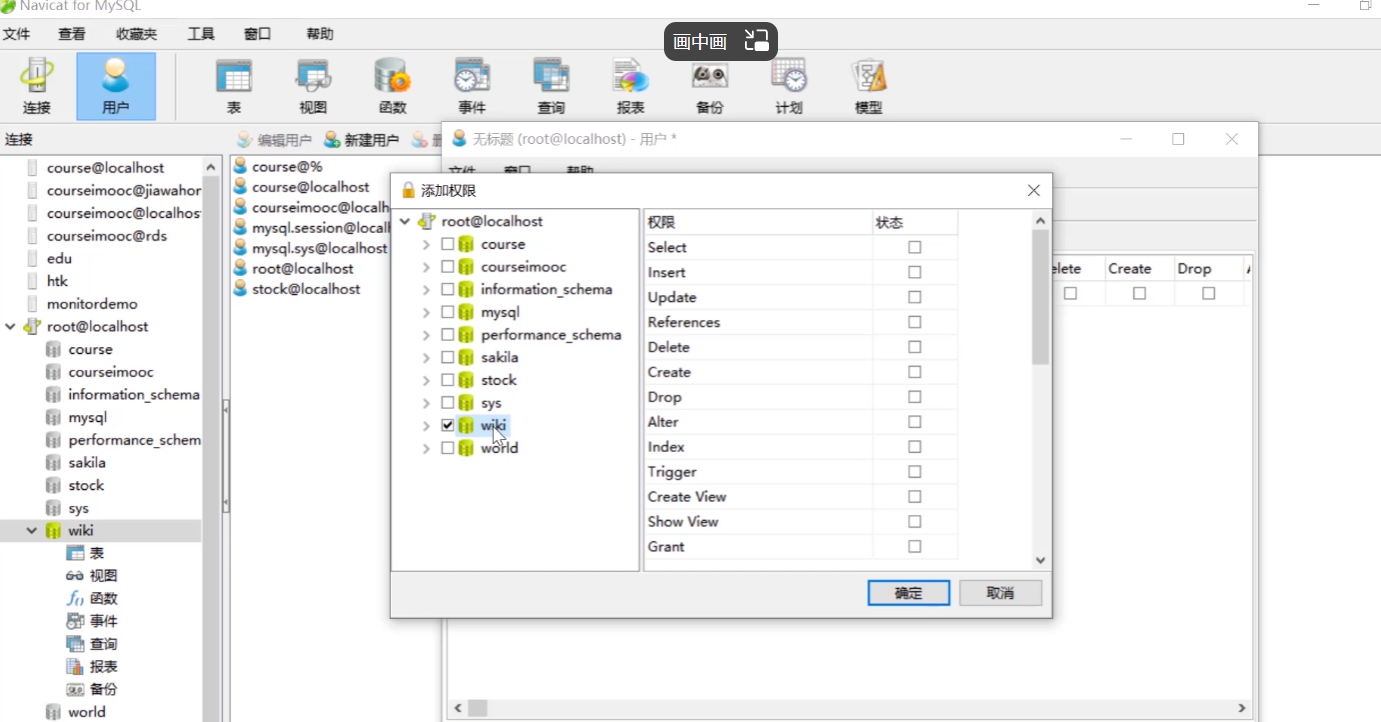 Navicat for MySQL
文件 查看 收藏夹 工具 窗口 帮助
画中画
连接 用户 表 视图 函数 事件 查询 报表 备份 计划 模型
连接
编辑用户 新建用户
无标题 (root@localhost) - 用户 *
文件 窗口 帮助
course@localhost
courseimooc@jiawahor
courseimooc@localhos
courseimooc@rds
edu
htk
monitordemo
root@localhost
course
courseimooc
information_schema
mysql
performance_schem
sakila
stock
sys
wiki
表
视图
函数
事件
查询
报表
备份
world
course@%
course@localhost
courseimooc@localh
mysql.session@locall
mysql.sys@localhost
root@localhost
stock@localhost
添加权限
root@localhost
course
courseimooc
information_schema
mysql
performance_schema
sakila
stock
sys
wiki
world
权限 状态
Select
Insert
Update
References
Delete
Create
Drop
Alter
Index
Trigger
Create View
Show View
Grant
确定 取消
elete Create Drop